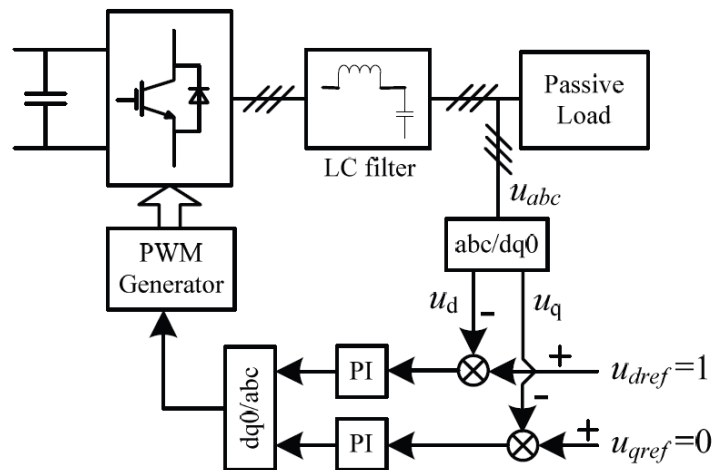 Passive
Load
LC filter
u_abc
PWM
Generator
abc/dq0
u_d
-
u_q
dq0/abc
PI
+
u_dref=1
-
PI
+
u_qref=0